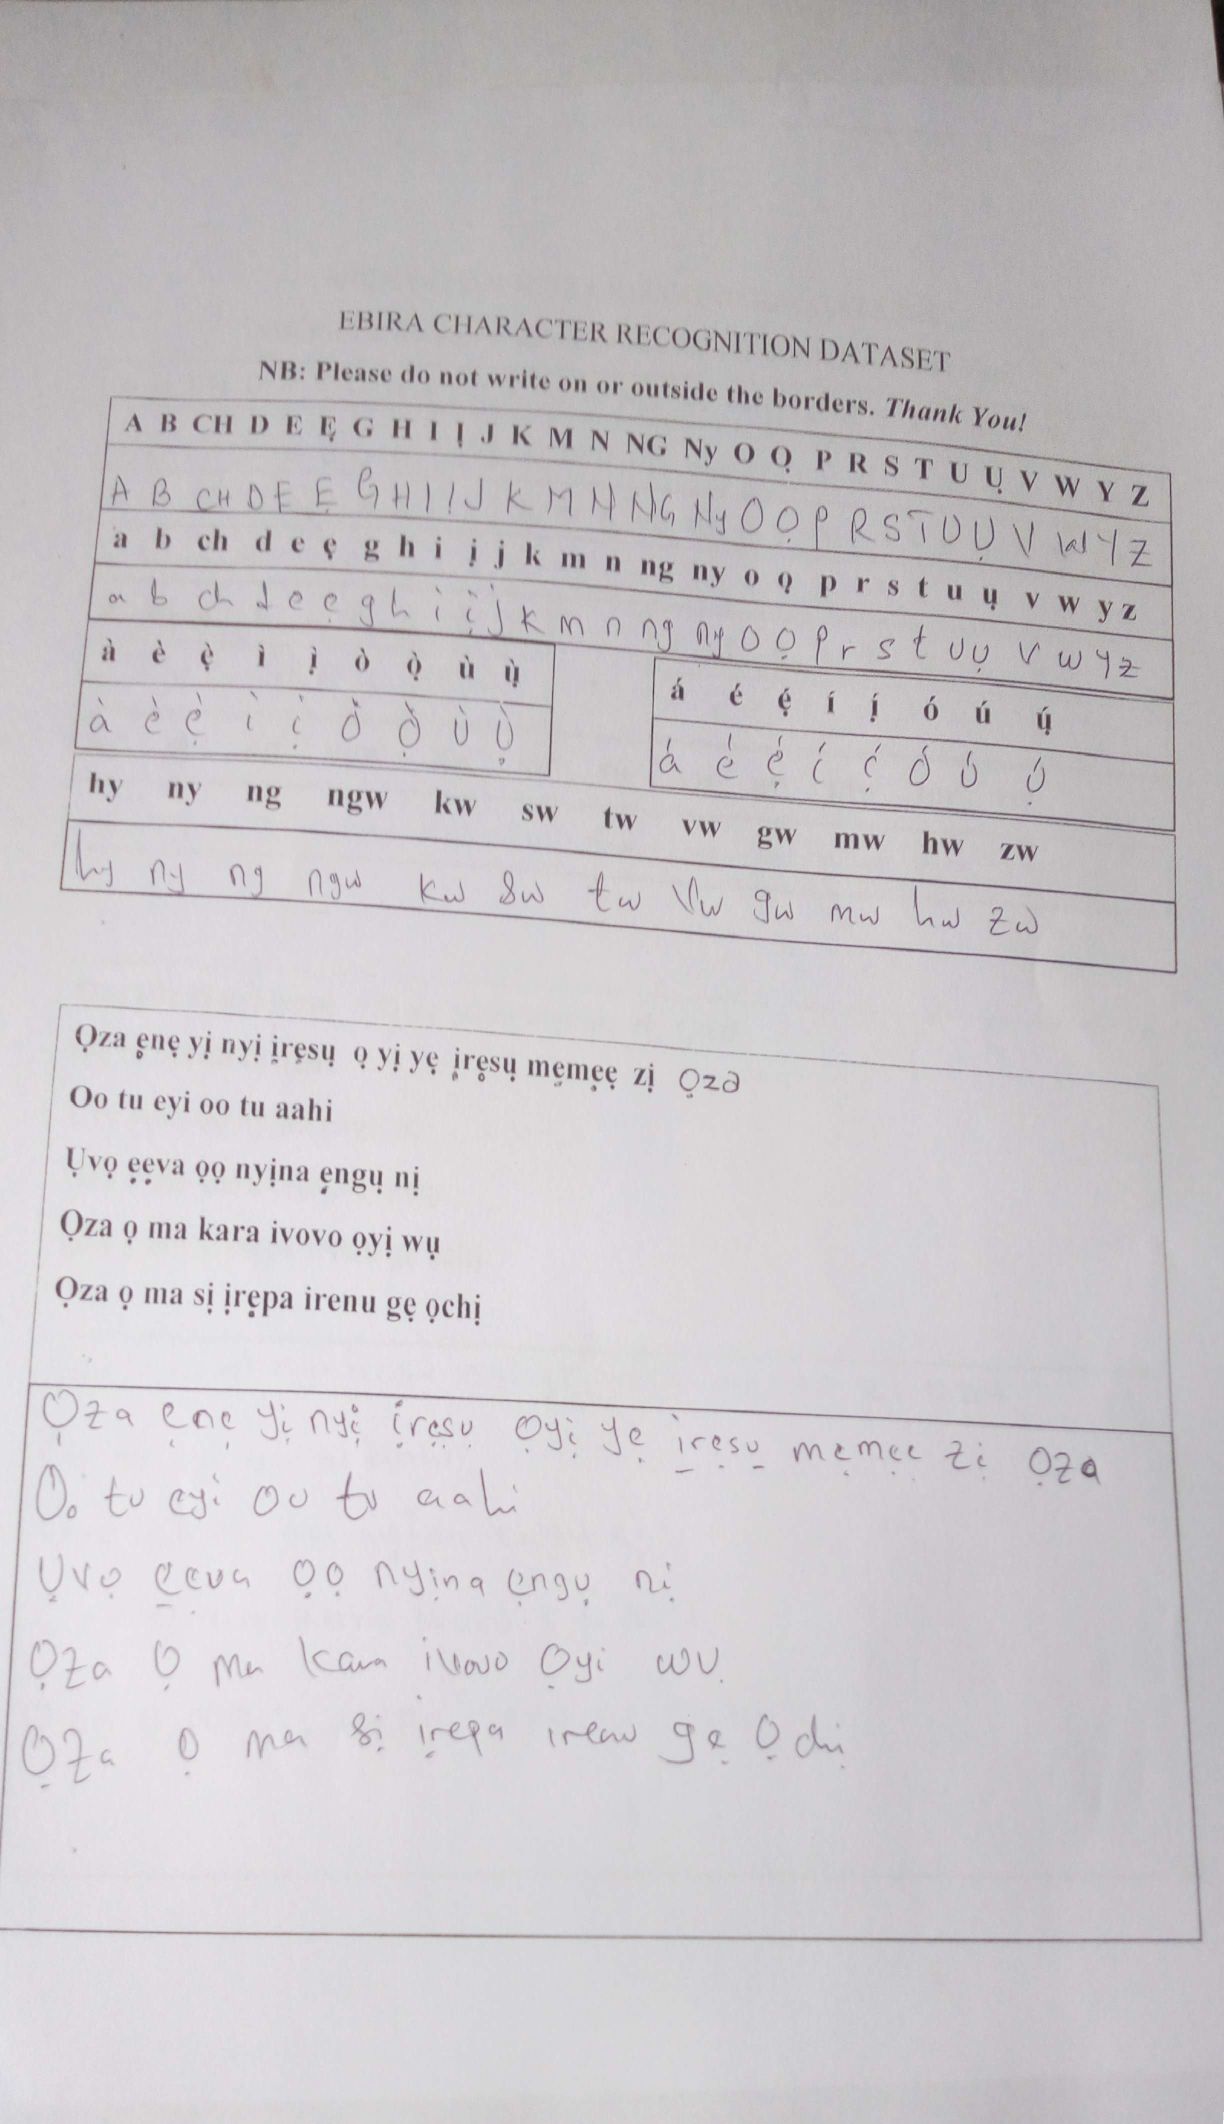 EBIRA CHARACTER RECOGNITION DATASET
NB: Please do not write on or outside the borders. Thank You!
A B CH D E Ẹ G H I Ị J K M N NG Ny O Ọ P R S T U Ụ V W Y Z
A B CH D E Ẹ G H I I J K M N NG Ny O Ọ P R S T U Ụ V W Y Z
a b ch d e ẹ g h i ị j k m n ng ny o ọ p r s t u ụ v w y z
a b ch d e ẹ g h i ị j k m n ng ny o ọ p r s t u ụ v w y z
à è ẹ̀ ì ị̀ ò ọ̀ ù ụ̀
à è ẹ̀ ì ị̀ ò ọ̀ ù ụ̀
á é ẹ́ í ị́ ó ú ụ́
á é ẹ́ í ị́ ó ú ụ́
hy ny ng ngw kw sw tw vw gw mw hw zw
hy ny ng ngw kw sw tw vw gw mw hw zw
Ọza ẹnẹ yị nyị ịrẹsụ ọ yị yẹ ịrẹsụ mẹmẹẹ zị ọza
Oo tu eyi oo tu aahi
Ụvọ ẹẹva ọọ nyịna ẹngụ nị
Ọza ọ ma kara ivovo ọyị wụ
Ọza ọ ma sị ịrẹpa irenu gẹ ọchị
Ọza ẹnẹ yị nyị ịrẹsụ ọyị yẹ ịrẹsụ mẹmẹe zị ọza
Oo tu eyi oo tu aahi
Ụvọ ẹẹva ọọ nyịna ẹngụ nị
Ọza ọ ma kara ivovo ọyi wụ
Ọza ọ ma sị ịrẹpa irenu gẹ ọchị